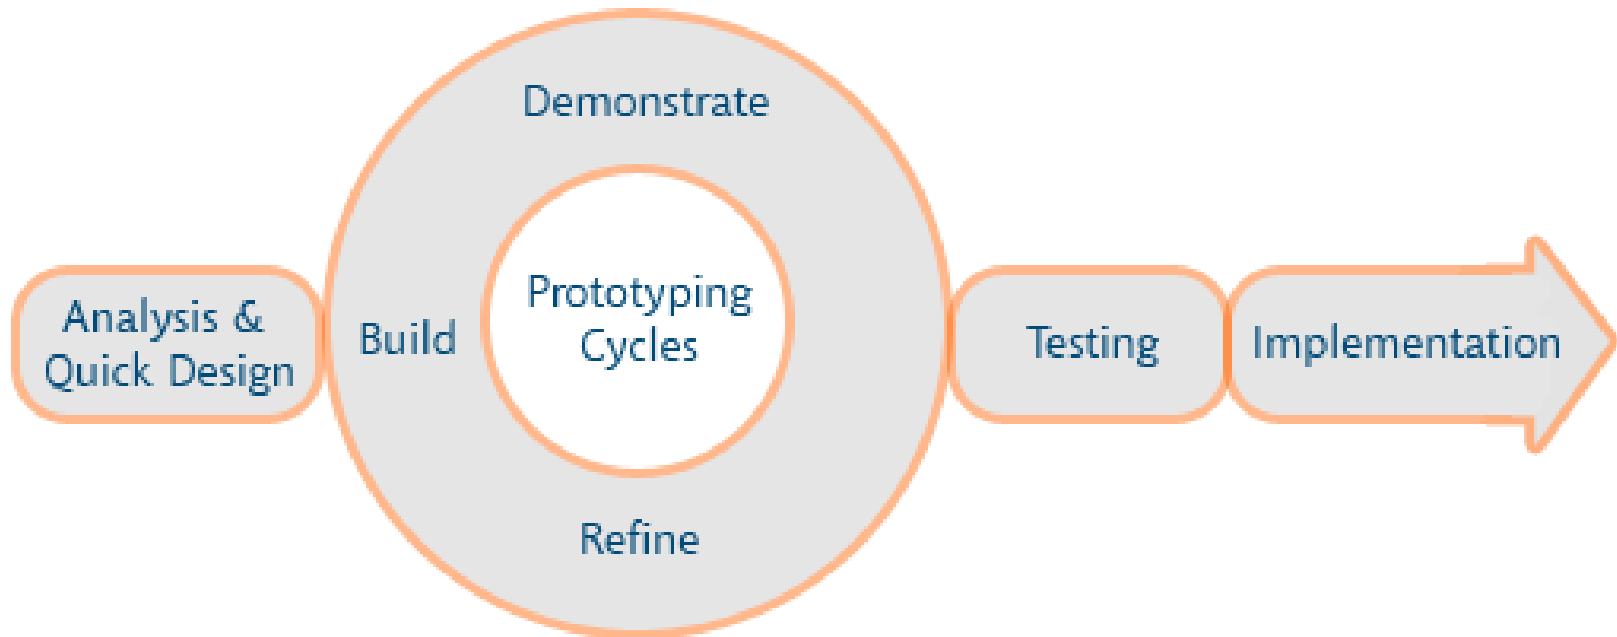 Analysis &
Quick Design
Demonstrate
Build
Prototyping
Cycles
Refine
Testing
Implementation